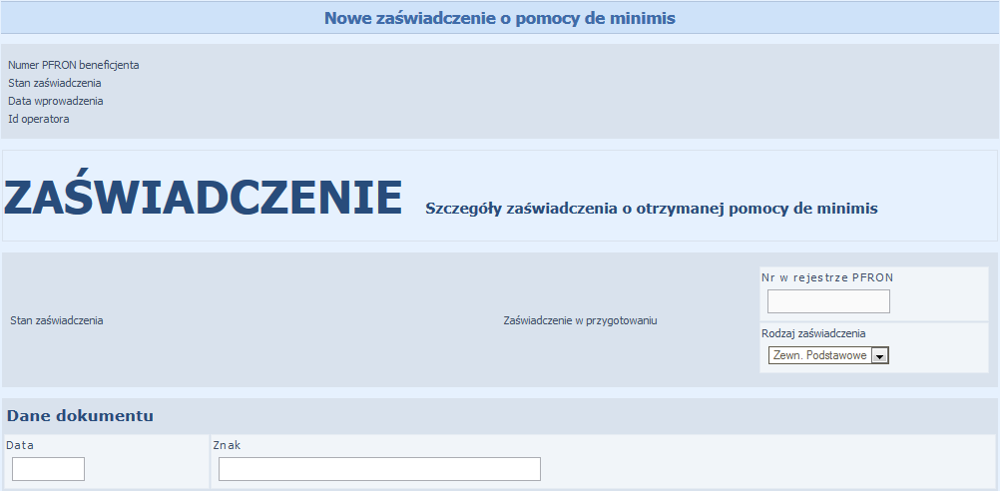 Nowe zaświadczenie o pomocy de minimis
Numer PFRON beneficjenta
Stan zaświadczenia
Data wprowadzenia
Id operatora
ZAŚWIADCZENIE Szczegóły zaświadczenia o otrzymanej pomocy de minimis
Nr w rejestrze PFRON
Stan zaświadczenia Zaświadczenie w przygotowaniu
Rodzaj zaświadczenia
Zewn. Podstawowe
Dane dokumentu
Data Znak